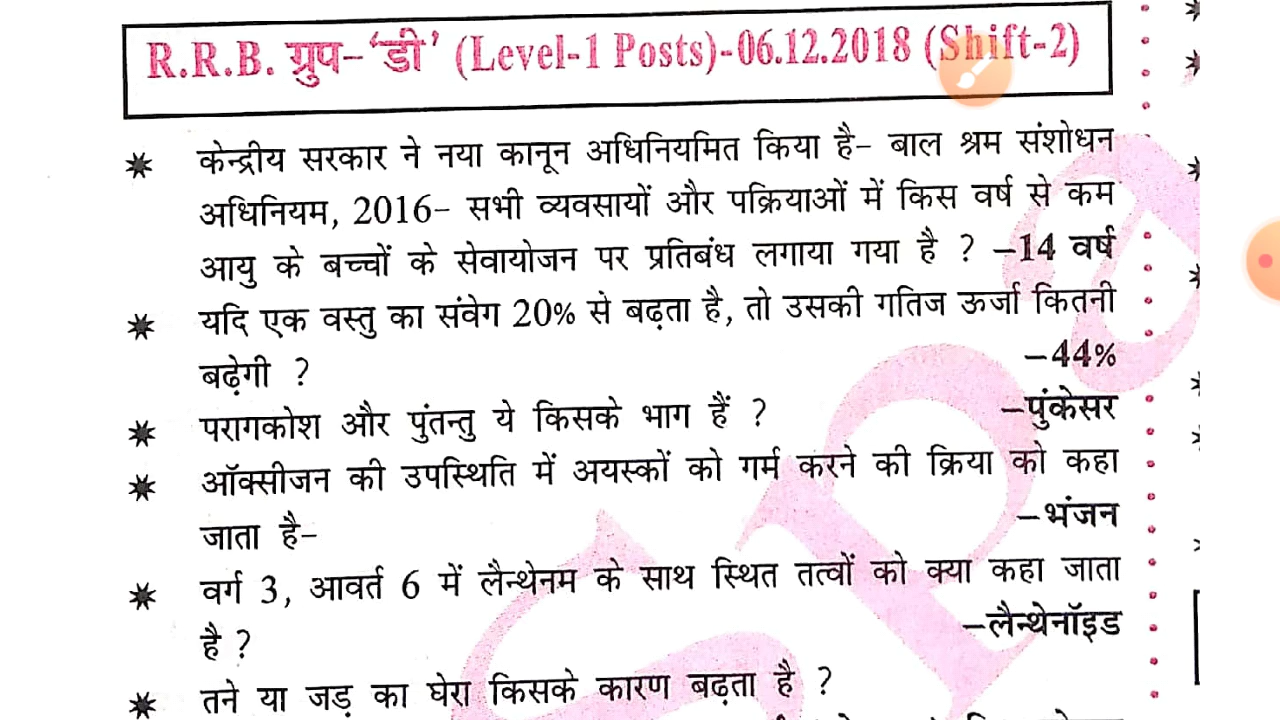 R.R.B. ग्रुप–‘डी’ (Level-1 Posts)-06.12.2018 (Shift-2)
केन्द्रीय सरकार ने नया कानून अधिनियमित किया है– बाल श्रम संशोधन
अधिनियम, 2016– सभी व्यवसायों और पक्रियाओं में किस वर्ष से कम
आयु के बच्चों के सेवायोजन पर प्रतिबंध लगाया गया है ? –14 वर्ष
यदि एक वस्तु का संवेग 20% से बढ़ता है, तो उसकी गतिज ऊर्जा कितनी
बढ़ेगी ? –44%
परागकोश और पुंतन्तु ये किसके भाग हैं ? –पुंकेसर
ऑक्सीजन की उपस्थिति में अयस्कों को गर्म करने की क्रिया को कहा
जाता है– –भंजन
वर्ग 3, आवर्त 6 में लैन्थेनम के साथ स्थित तत्वों को क्या कहा जाता
है ? –लैन्थेनॉइड
तने या जड़ का घेरा किसके कारण बढ़ता है ?